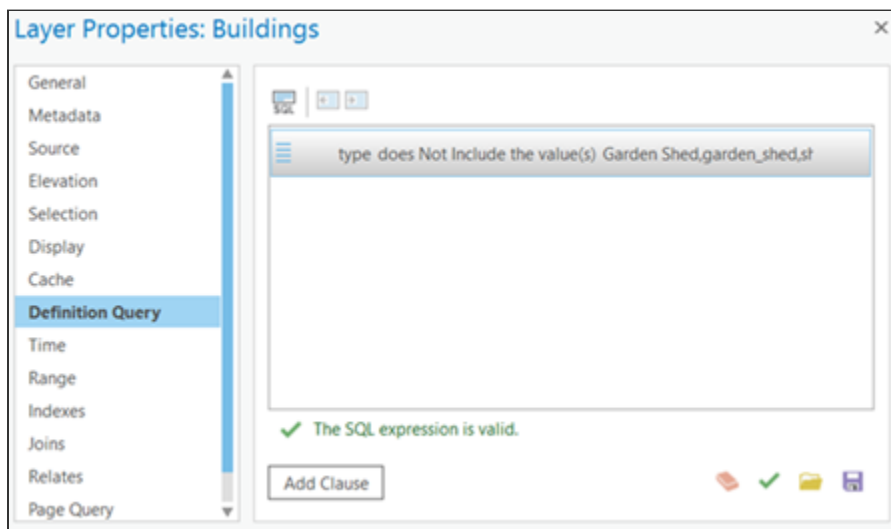 Layer Properties: Buildings
General
Metadata
Source
Elevation
Selection
Display
Cache
Definition Query
Time
Range
Indexes
Joins
Relates
Page Query
SQL
type does Not Include the value(s) Garden Shed,garden_shed,sh
The SQL expression is valid.
Add Clause